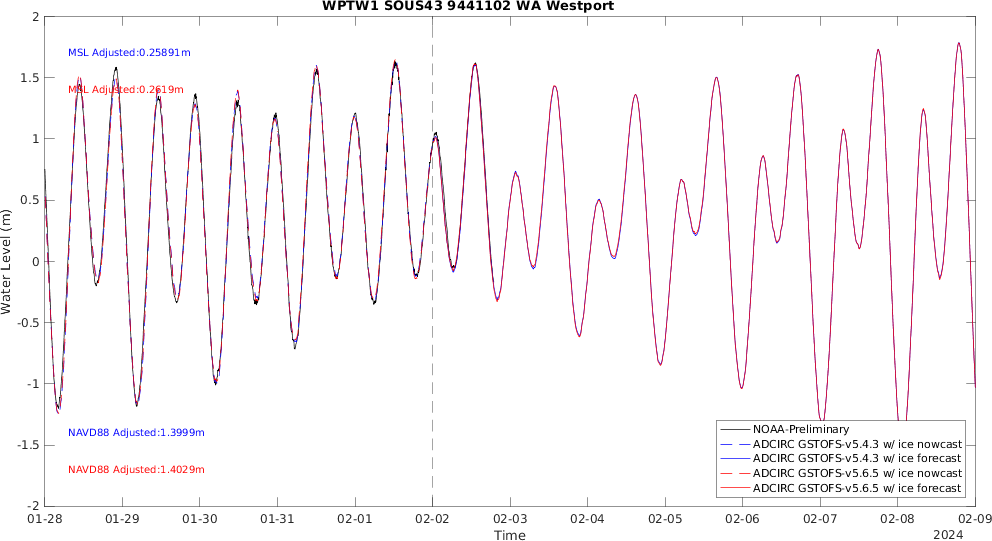 WPTW1 SOUS43 9441102 WA Westport
2
1.5
1
0.5
0
-0.5
-1
-1.5
-2
Water Level (m)
MSL Adjusted:0.25891m
MSL Adjusted:0.2619m
NAVD88 Adjusted:1.3999m
NAVD88 Adjusted:1.4029m
NOAA-Preliminary
ADCIRC GSTOFS-v5.4.3 w/ ice nowcast
ADCIRC GSTOFS-v5.4.3 w/ ice forecast
ADCIRC GSTOFS-v5.6.5 w/ ice nowcast
ADCIRC GSTOFS-v5.6.5 w/ ice forecast
01-28 01-29 01-30 01-31 02-01 02-02 02-03 02-04 02-05 02-06 02-07 02-08 02-09
Time
2024